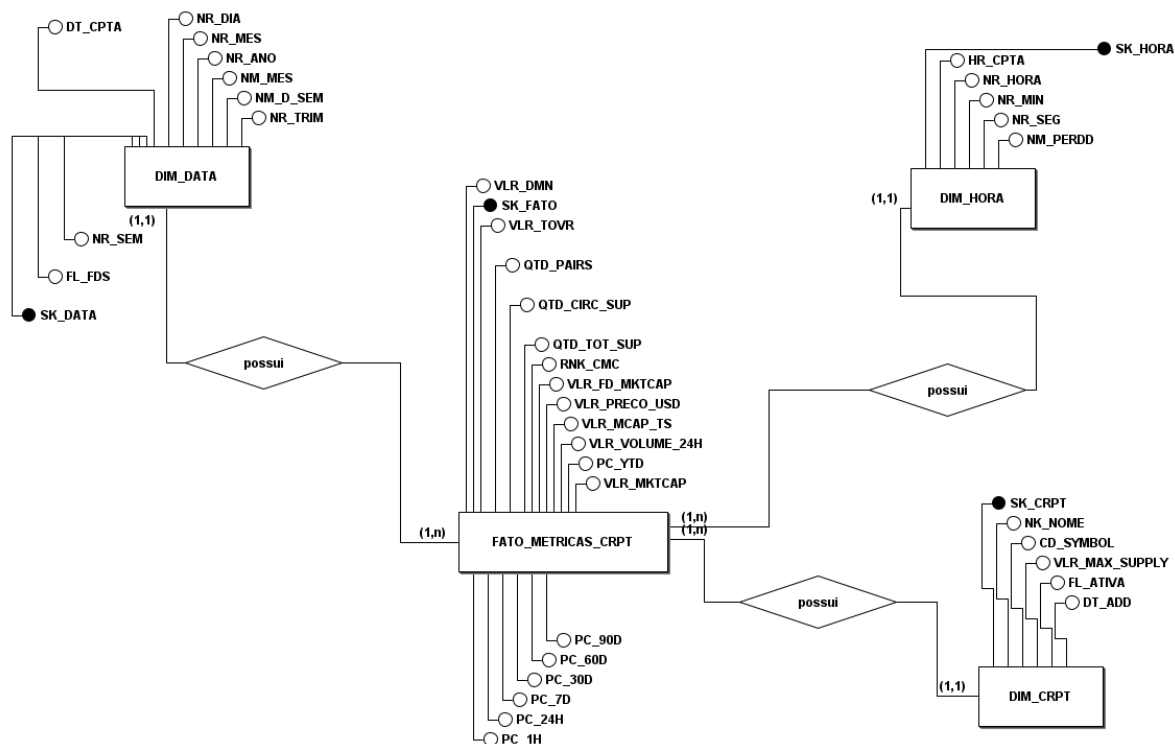 DT_CPTA
NR_DIA
NR_MES
NR_ANO
NM_MES
NM_D_SEM
NR_TRIM
DIM_DATA
(1,1)
NR_SEM
FL_FDS
SK_DATA
possui
(1,n)
VLR_DMN
SK_FATO
VLR_TOVR
QTD_PAIRS
QTD_CIRC_SUP
QTD_TOT_SUP
RNK_CMC
VLR_FD_MKTCAP
VLR_PRECO_USD
VLR_MCAP_TS
VLR_VOLUME_24H
PC_YTD
VLR_MKTCAP
FATO_METRICAS_CRPT
PC_90D
PC_60D
PC_30D
PC_7D
PC_24H
PC_1H
SK_HORA
HR_CPTA
NR_HORA
NR_MIN
NR_SEG
NM_PERDD
DIM_HORA
(1,1)
possui
(1,n)
(1,n)
possui
SK_CRPT
NK_NOME
CD_SYMBOL
VLR_MAX_SUPPLY
FL_ATIVA
DT_ADD
(1,1)
DIM_CRPT